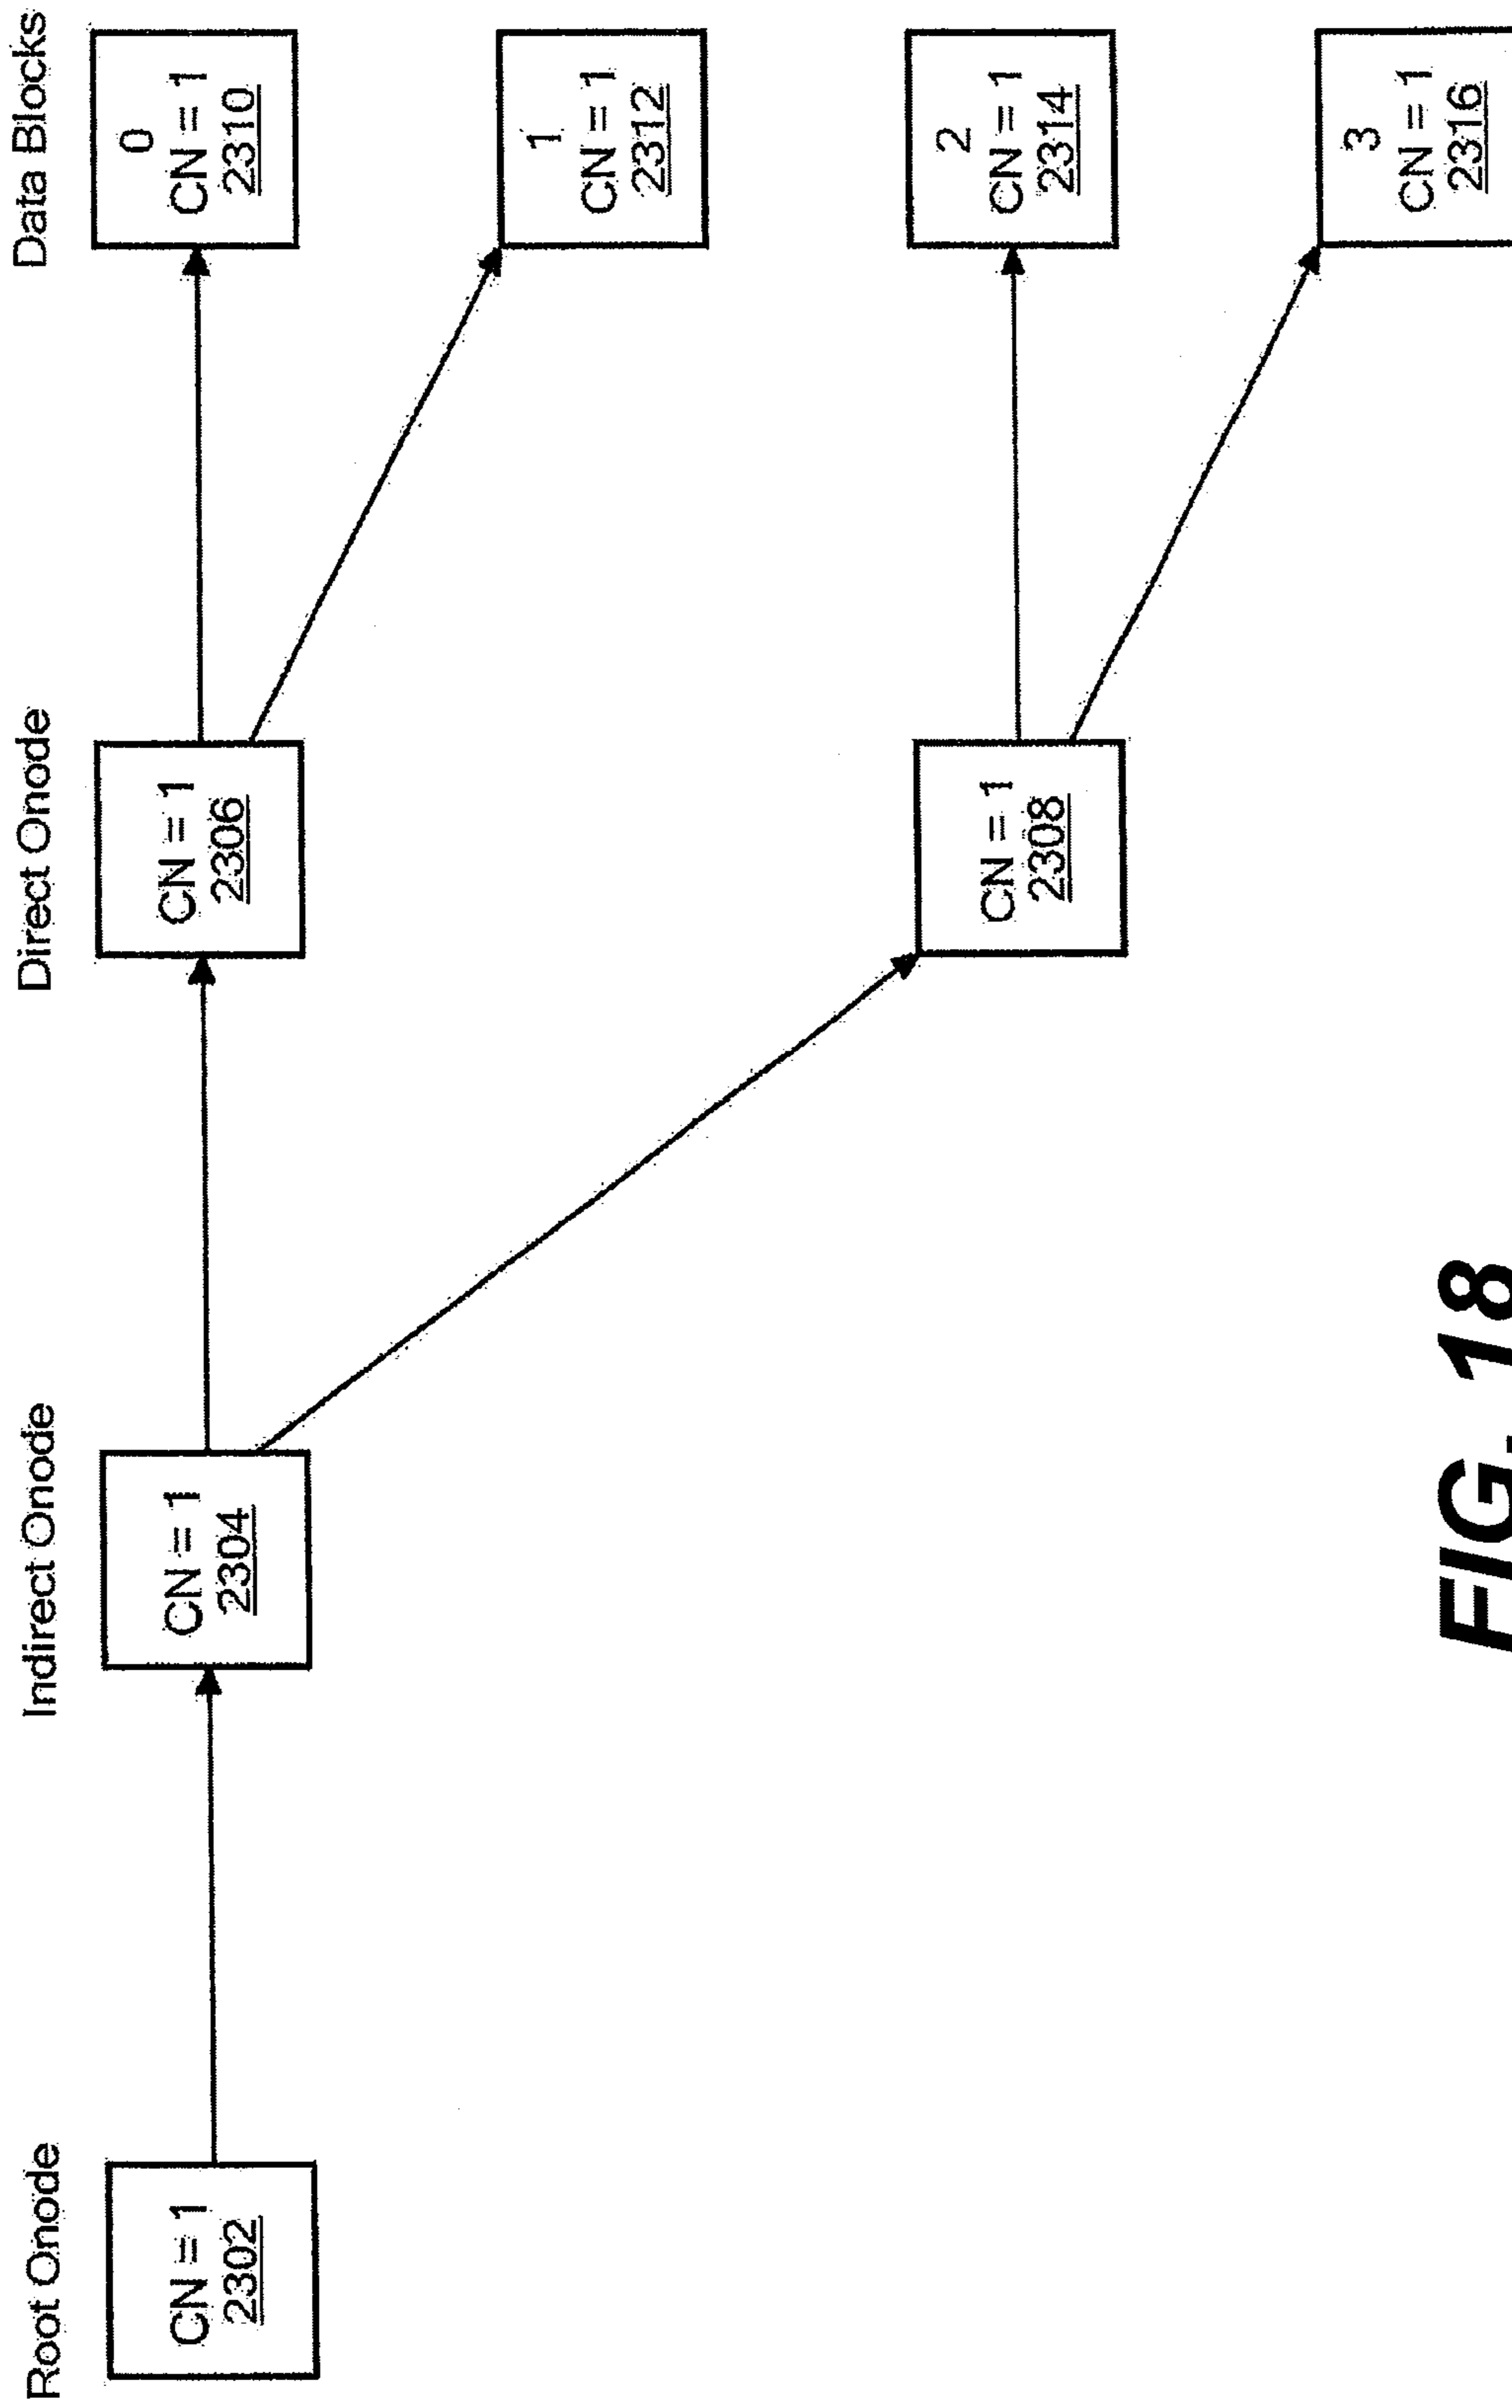 Root Onode
Indirect Onode
Direct Onode
Data Blocks
CN = 1
2302
CN = 1
2304
CN = 1
2306
0
CN = 1
2310
1
CN = 1
2312
CN = 1
2308
2
CN = 1
2314
3
CN = 1
2316
FIG. 18